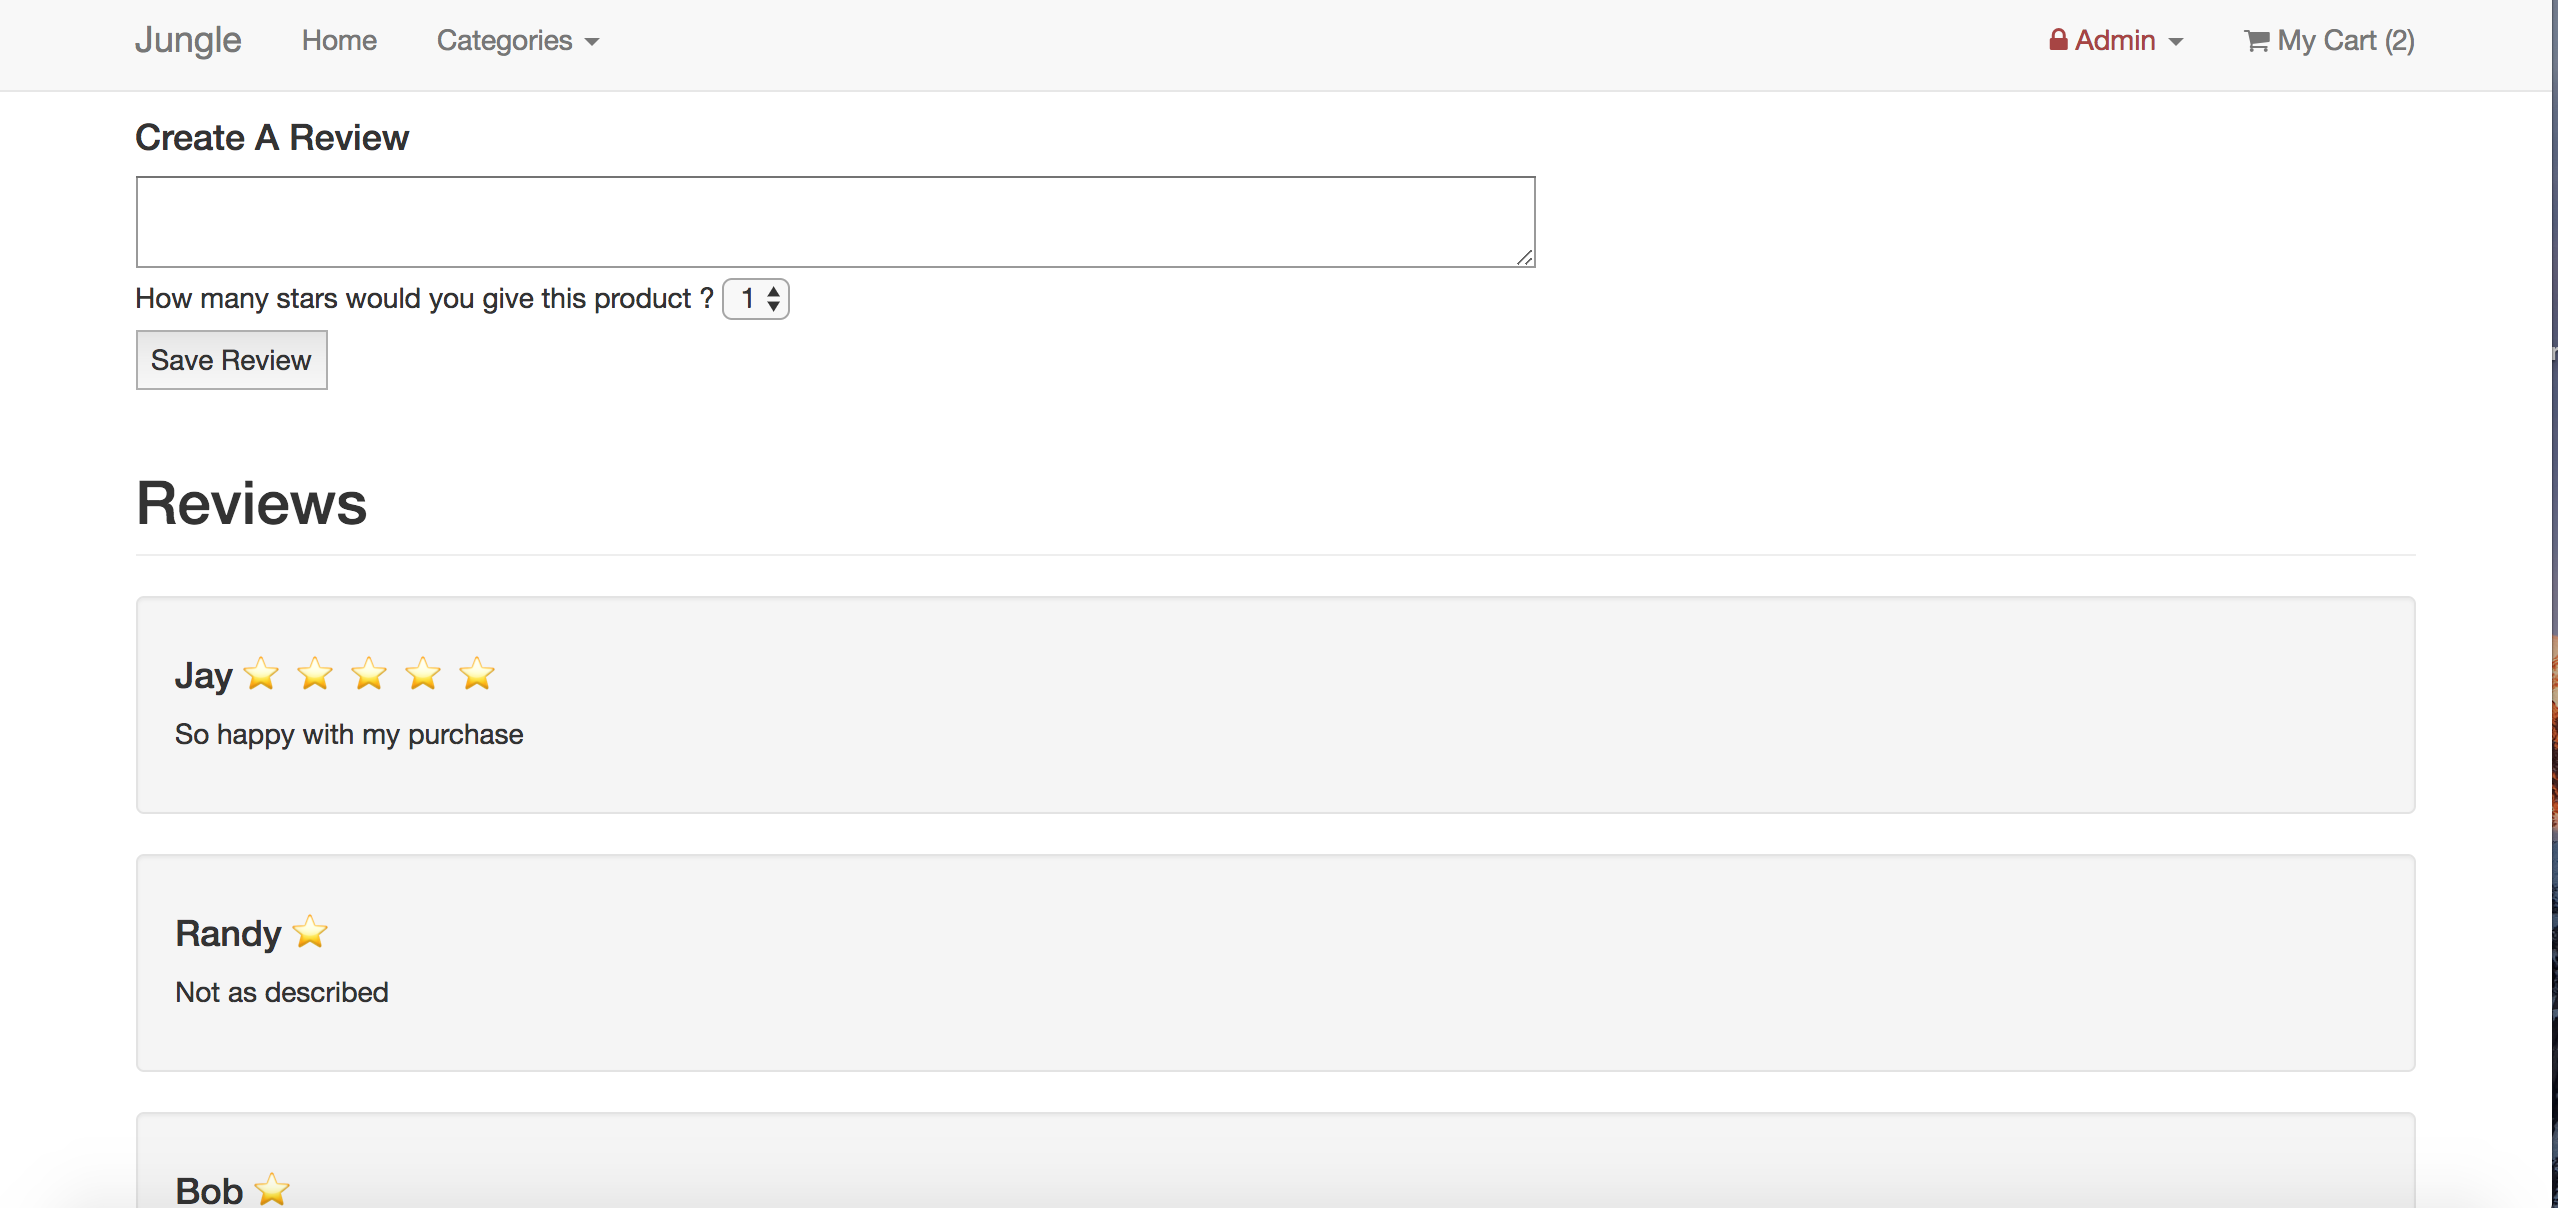 Jungle Home Categories Admin My Cart (2)
Create A Review
How many stars would you give this product ? 1
Save Review
Reviews
Jay ⭐ ⭐ ⭐ ⭐ ⭐
So happy with my purchase
Randy ⭐
Not as described
Bob ⭐